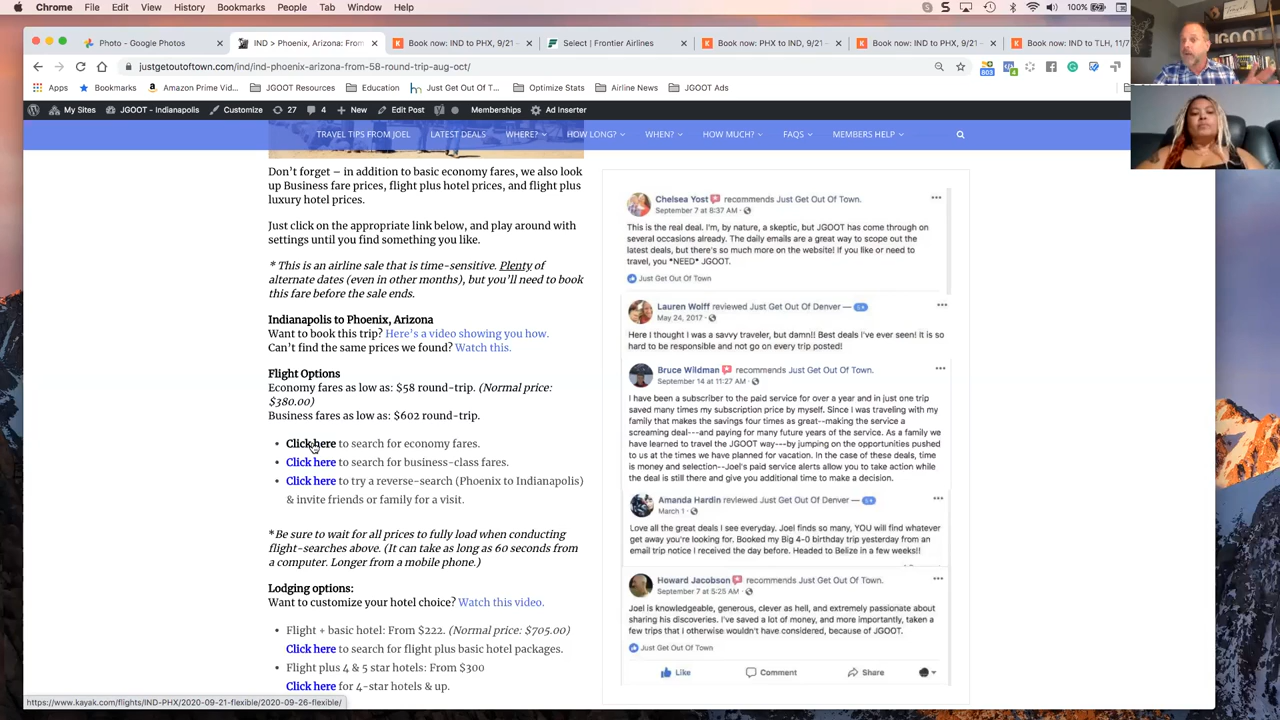 Chrome File Edit View History Bookmarks People Tab Window Help
100%
Photo - Google Photos
IND > Phoenix, Arizona: From
Book now: IND to PHX, 9/21 -
Select | Frontier Airlines
Book now: PHX to IND, 9/21 -
Book now: IND to PHX, 9/21 -
Book now: IND to TLH, 11/7
justgetoutoftown.com/ind/ind-phoenix-arizona-from-58-round-trip-aug-oct/
803
4
Apps
Bookmarks
Amazon Prime Vid...
JGOOT Resources
Education
Just Get Out Of T...
Optimize Stats
Airline News
JGOOT Ads
My Sites
JGOOT - Indianapolis
Customize
27
4
New
Edit Post
Memberships
Ad Inserter
TRAVEL TIPS FROM JOEL LATEST DEALS WHERE? HOW LONG? WHEN? HOW MUCH? FAQS MEMBERS HELP
Don't forget – in addition to basic economy fares, we also look
up Business fare prices, flight plus hotel prices, and flight plus
luxury hotel prices.
Just click on the appropriate link below, and play around with
settings until you find something you like.
* This is an airline sale that is time-sensitive. Plenty of
alternate dates (even in other months), but you'll need to book
this fare before the sale ends.
Indianapolis to Phoenix, Arizona
Want to book this trip? Here's a video showing you how.
Can't find the same prices we found? Watch this.
Flight Options
Economy fares as low as: $58 round-trip. (Normal price:
$380.00)
Business fares as low as: $602 round-trip.
• Click here to search for economy fares.
• Click here to search for business-class fares.
• Click here to try a reverse-search (Phoenix to Indianapolis)
& invite friends or family for a visit.
*Be sure to wait for all prices to fully load when conducting
flight-searches above. (It can take as long as 60 seconds from
a computer. Longer from a mobile phone.)
Lodging options:
Want to customize your hotel choice? Watch this video.
• Flight + basic hotel: From $222. (Normal price: $705.00)
Click here to search for flight plus basic hotel packages.
• Flight plus 4 & 5 star hotels: From $300
Click here for 4-star hotels & up.
https://www.kayak.com/flights/IND-PHX/2020-09-21-flexible/2020-09-26-flexible/
Chelsea Yost recommends Just Get Out Of Town.
September 7 at 8:37 AM ·
This is the real deal. I'm, by nature, a skeptic, but JGOOT has come through on
several occasions already. The daily emails are a great way to scope out the
latest deals, but there's so much more on the website! If you like or need to
travel, you *NEED* JGOOT.
Just Get Out Of Town
Lauren Wolff reviewed Just Get Out Of Denver — 5
May 24, 2017 ·
Here I thought I was a savvy traveler, but damn!! Best deals I've ever seen! It is so
hard to be responsible and not go on every trip posted!
Bruce Wildman recommends Just Get Out Of Town.
September 14 at 11:27 AM ·
I have been a subscriber to the paid service for over a year and in just one trip
saved many times my subscription price by myself. Since I was traveling with my
family that makes the savings four times as great--making the service a
screaming deal---and paying for many future years of the service. As a family we
have learned to travel the JGOOT way---by jumping on the opportunities pushed
to us at the times we have planned for vacation. In the case of these deals, time
is money and selection--Joel's paid service alerts allow you to take action while
the deal is still there and give you additional time to make a decision.
Amanda Hardin reviewed Just Get Out Of Denver — 5
March 1 ·
Love all the great deals I see everyday. Joel finds so many, YOU will find whatever
get away you're looking for. Booked my Big 4-0 birthday trip yesterday from an
email trip notice I received the day before. Headed to Belize in a few weeks!!
Howard Jacobson recommends Just Get Out Of Town.
September 7 at 5:25 AM ·
Joel is knowledgeable, generous, clever as hell, and extremely passionate about
sharing his discoveries. I've saved a lot of money, and more importantly, taken a
few trips that I otherwise wouldn't have considered, because of JGOOT.
Just Get Out Of Town
Like Comment Share